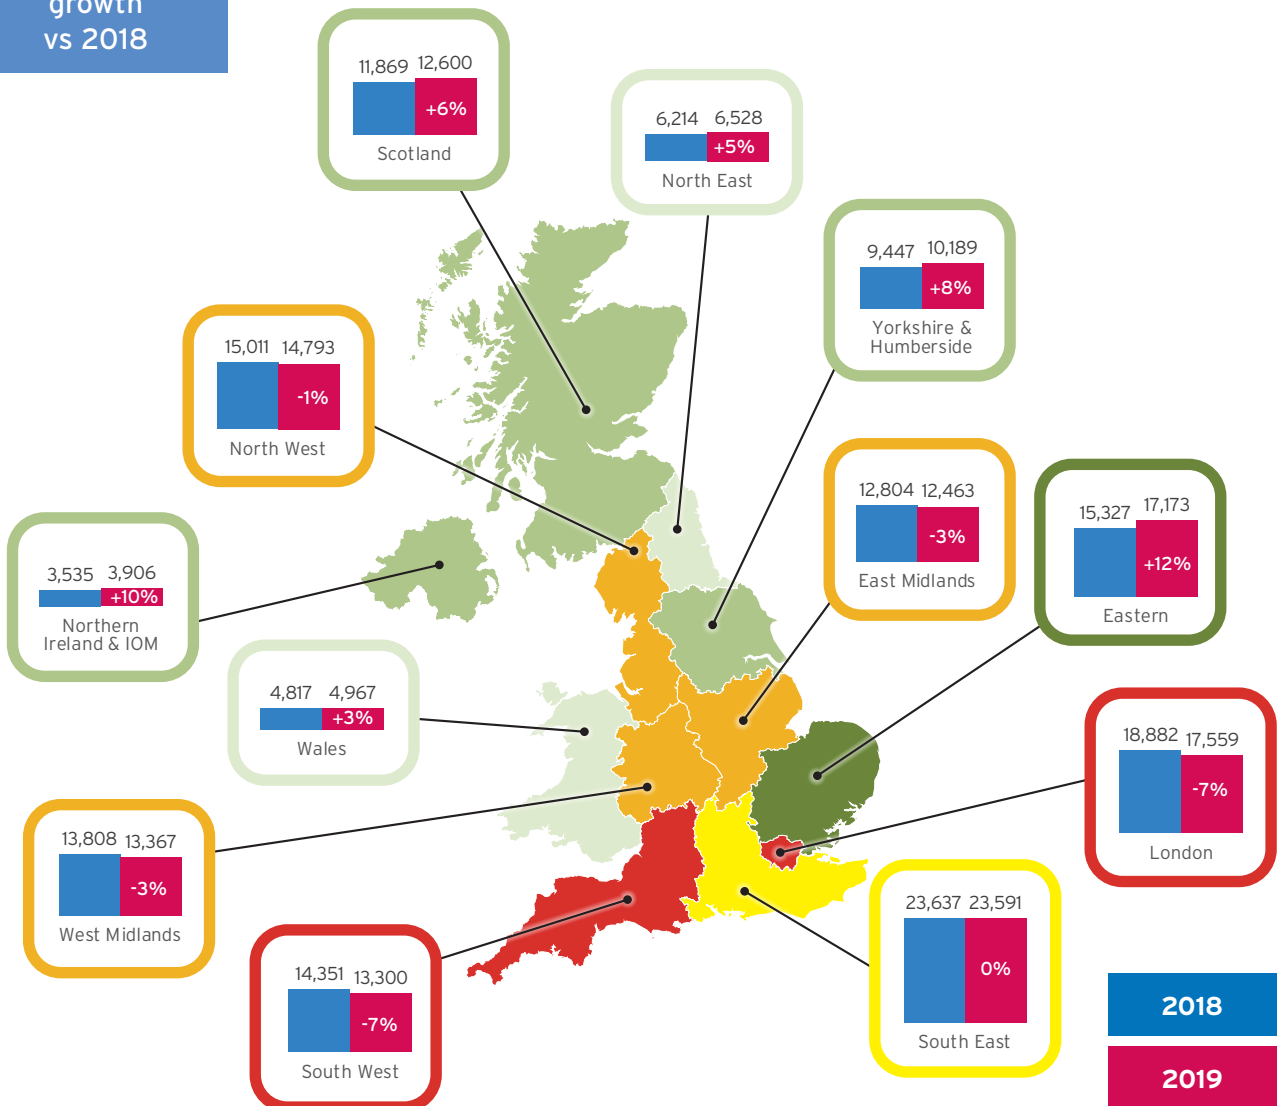 growth
vs 2018
11,869 12,600
+6%
Scotland
6,214 6,528
+5%
North East
9,447 10,189
+8%
Yorkshire &
Humberside
15,011 14,793
-1%
North West
12,804 12,463
-3%
East Midlands
15,327 17,173
+12%
Eastern
3,535 3,906
+10%
Northern
Ireland & IOM
4,817 4,967
+3%
Wales
18,882 17,559
-7%
London
13,808 13,367
-3%
West Midlands
23,637 23,591
0%
South East
14,351 13,300
-7%
South West
2018
2019